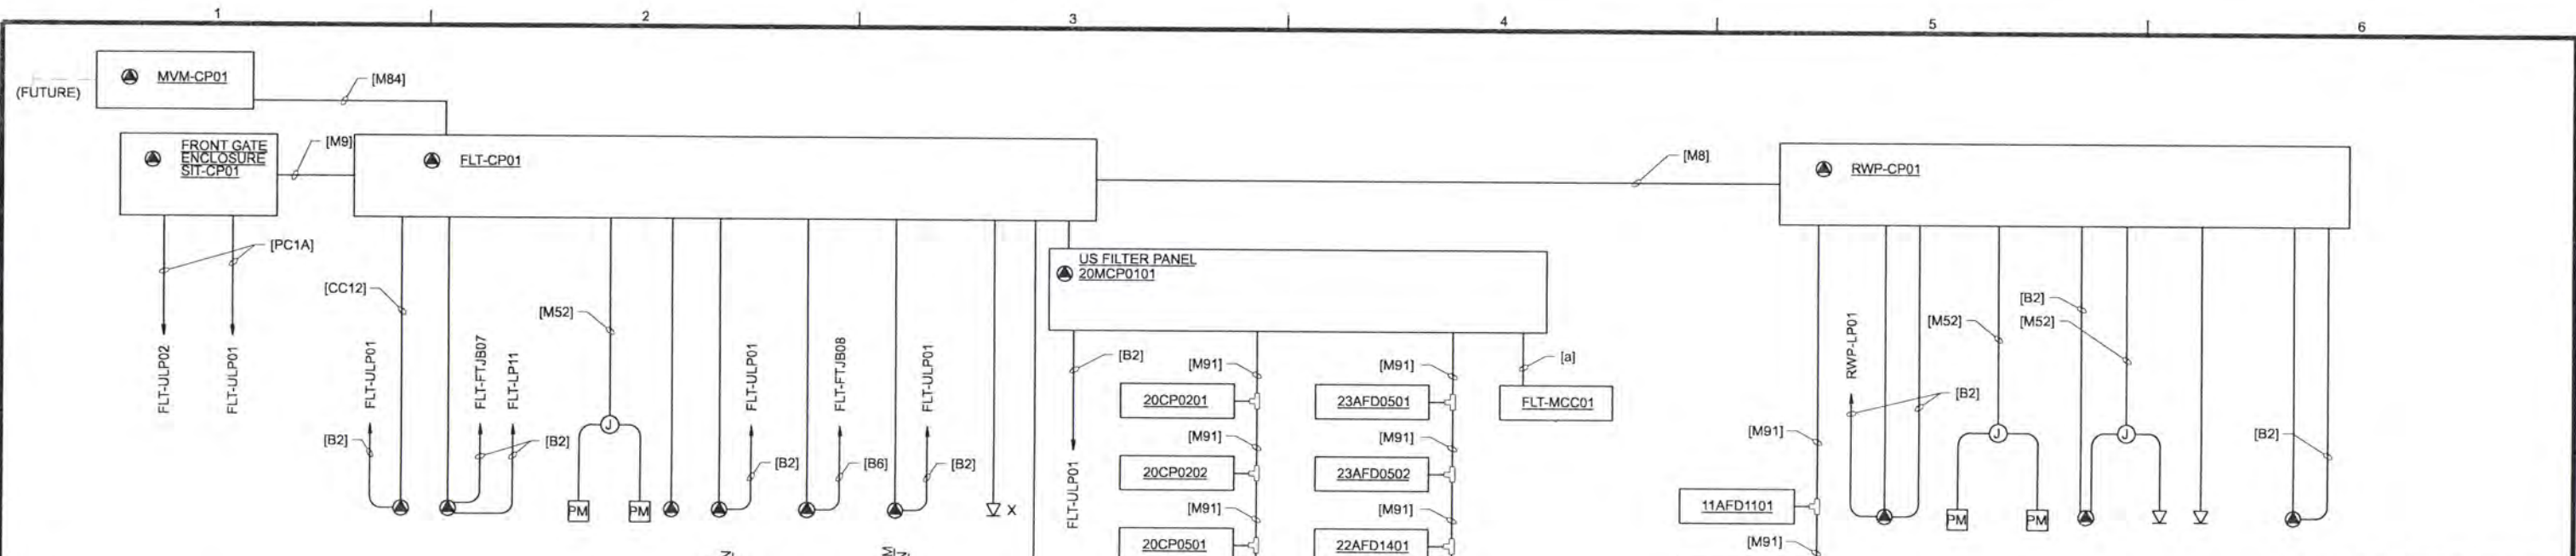 1
2
3
4
5
6
(FUTURE)
MVM-CP01
[M84]
FRONT GATE
ENCLOSURE
SIT-CP01
[M9]
FLT-CP01
[M8]
RWP-CP01
[PC1A]
FLT-ULP02
FLT-ULP01
[CC12]
FLT-ULP01
[B2]
FLT-FTJB07
FLT-LP11
[B2]
[M52]
J
PM
PM
FLT-ULP01
[B2]
FLT-FTJB08
[B6]
FLT-ULP01
[B2]
X
US FILTER PANEL
20MCP0101
[B2]
FLT-ULP01
[M91]
20CP0201
[M91]
20CP0202
[M91]
20CP0501
[M91]
23AFD0501
[M91]
23AFD0502
[M91]
22AFD1401
[a]
FLT-MCC01
[M91]
11AFD1101
[M91]
RWP-LP01
[B2]
[M52]
J
PM
PM
[B2]
[M52]
J
[B2]